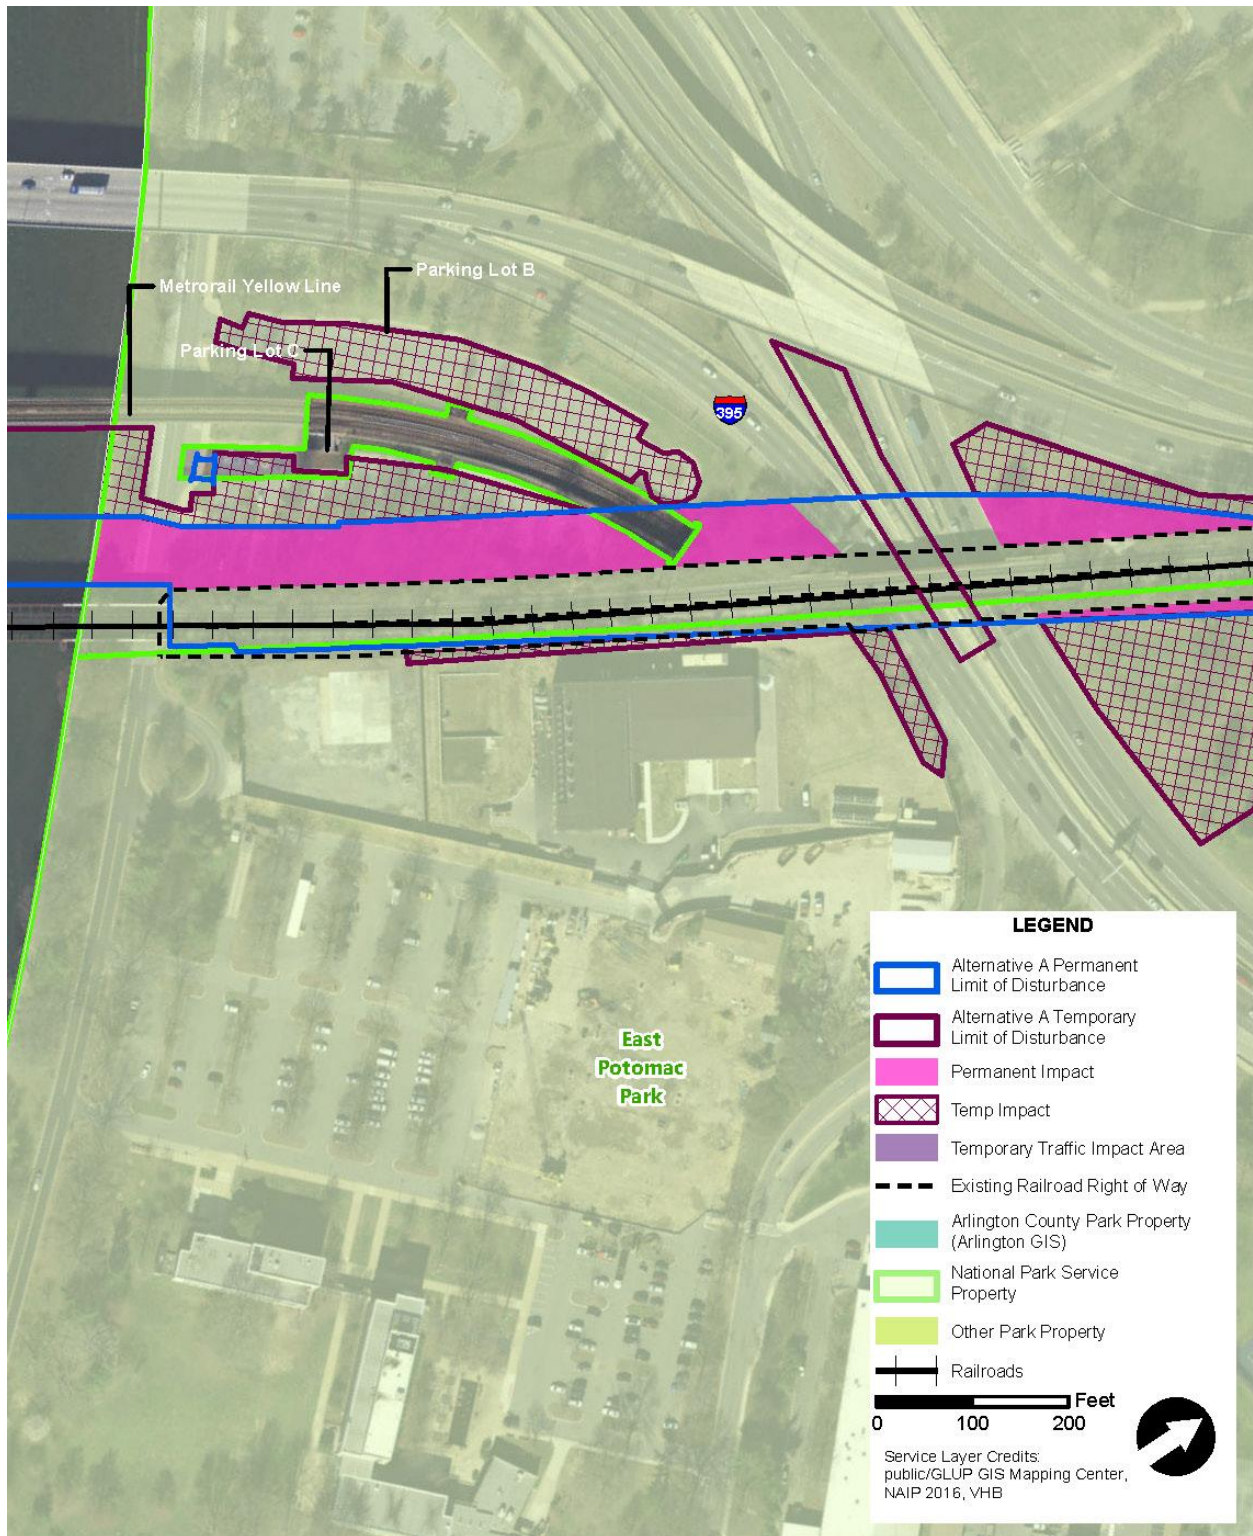 Parking Lot B
Metrorail Yellow Line
Parking Lot C
395
East
Potomac
Park
LEGEND
Alternative A Permanent
Limit of Disturbance
Alternative A Temporary
Limit of Disturbance
Permanent Impact
Temp Impact
Temporary Traffic Impact Area
Existing Railroad Right of Way
Arlington County Park Property
(Arlington GIS)
National Park Service
Property
Other Park Property
Railroads
Feet
0 100 200
Service Layer Credits:
public/GLUP GIS Mapping Center,
NAIP 2016, VHB